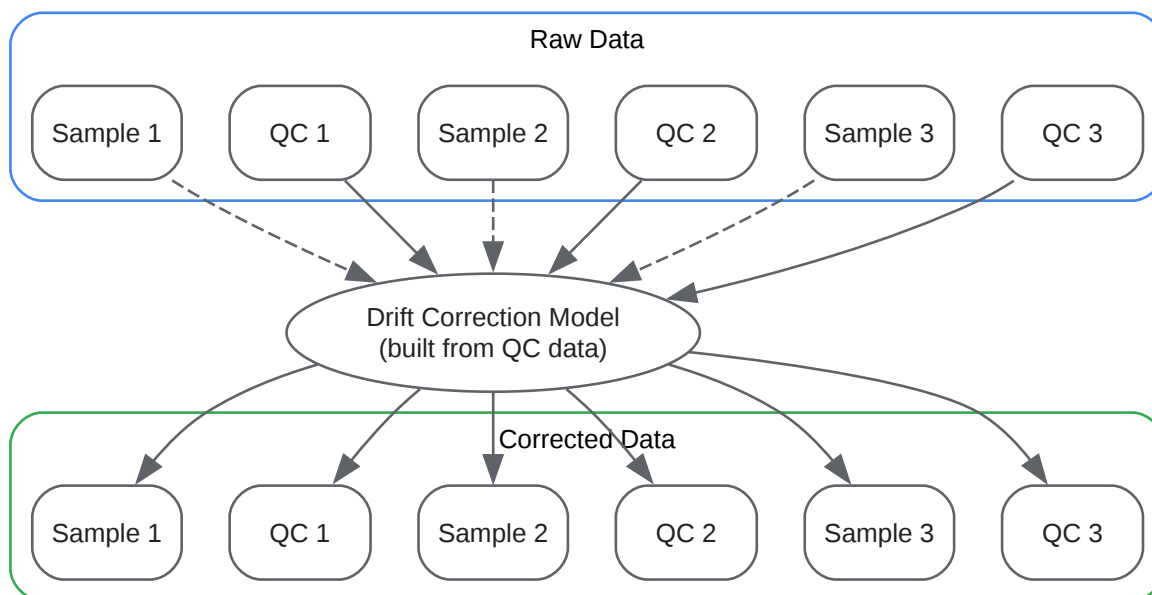 Raw Data
Sample 1
QC 1
Sample 2
QC 2
Sample 3
QC 3
Drift Correction Model
(built from QC data)
Corrected Data
Sample 1
QC 1
Sample 2
QC 2
Sample 3
QC 3